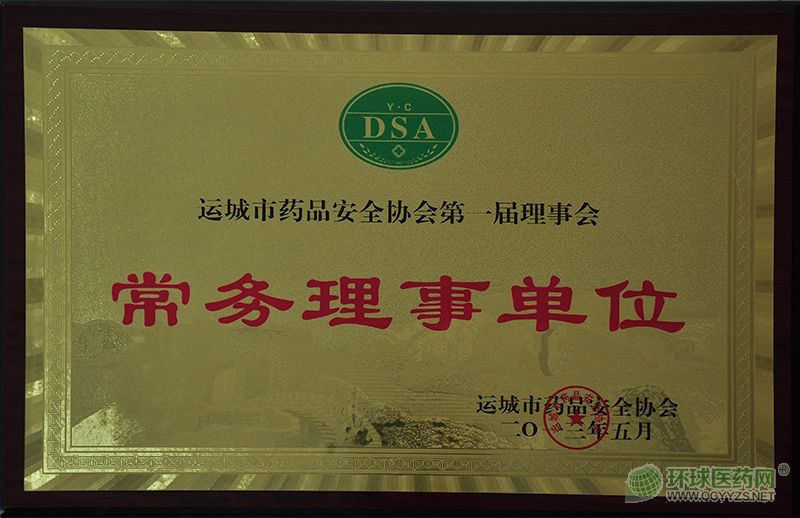 Y·C
DSA
运城市药品安全协会第一届理事会
常务理事单位
运城市药品安全协会
二〇一二年五月
环球医药网
WWW.QGYYZS.NET